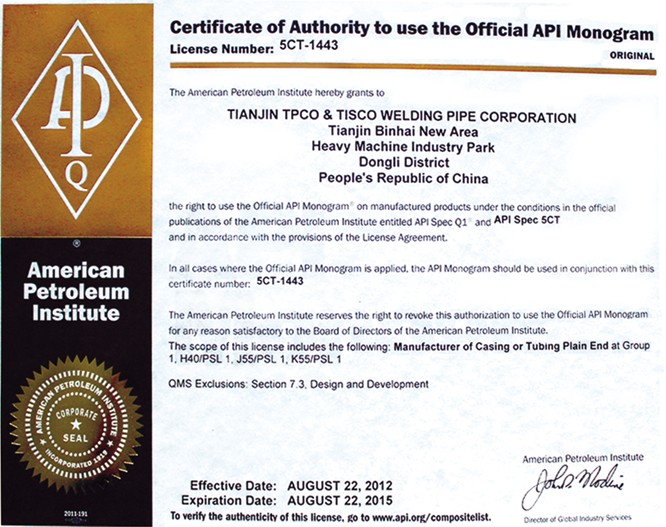 Certificate of Authority to use the Official API Monogram
License Number: 5CT-1443
ORIGINAL
The American Petroleum Institute hereby grants to
TIANJIN TPCO & TISCO WELDING PIPE CORPORATION
Tianjin Binhai New Area
Heavy Machine Industry Park
Dongli District
People's Republic of China
the right to use the Official API Monogram® on manufactured products under the conditions in the official
publications of the American Petroleum Institute entitled API Spec Q1® and API Spec 5CT
and in accordance with the provisions of the License Agreement.
In all cases where the Official API Monogram is applied, the API Monogram should be used in conjunction with this
certificate number: 5CT-1443
The American Petroleum Institute reserves the right to revoke this authorization to use the Official API Monogram
for any reason satisfactory to the Board of Directors of the American Petroleum Institute.
The scope of this license includes the following: Manufacturer of Casing or Tubing Plain End at Group
1, H40/PSL 1, J55/PSL 1, K55/PSL 1
QMS Exclusions: Section 7.3, Design and Development
Effective Date: AUGUST 22, 2012
Expiration Date: AUGUST 22, 2015
To verify the authenticity of this license, go to www.api.org/compositelist.
American Petroleum Institute
Director of Global Industry Services
API
Q
®
American
Petroleum
Institute
AMERICAN PETROLEUM INSTITUTE
CORPORATE
SEAL
INCORPORATED 1919
2011-191